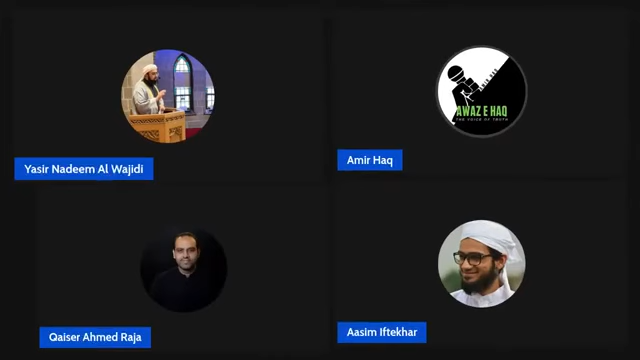 AWAZ E HAQ
THE VOICE OF TRUTH
Yasir Nadeem Al Wajidi
Amir Haq
Qaiser Ahmed Raja
Aasim Iftekhar